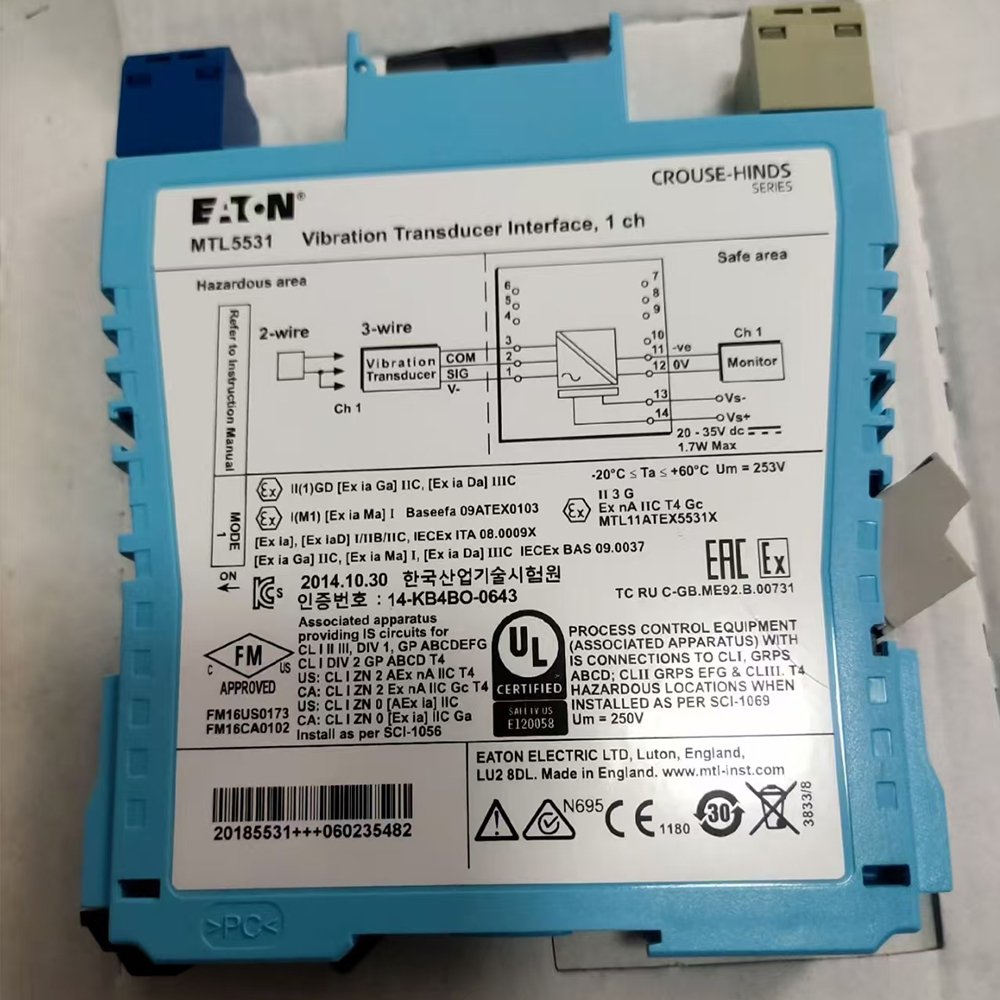 CROUSE-HINDS
SERIES
EATON®
MTL5531 Vibration Transducer Interface, 1 ch
Hazardous area
Safe area
Refer to Instruction Manual
2-wire
3-wire
Vibration
Transducer
COM
SIG
V-
Ch 1
6
5
4
3
2
1
7
8
9
10
11
12
13
14
-ve
0V
Ch 1
Monitor
Vs-
Vs+
20 - 35V dc
1.7W Max
MODE
1
ON
-20°C ≤ Ta ≤ +60°C Um = 253V
Ex II(1)GD [Ex ia Ga] IIC, [Ex ia Da] IIIC
Ex I(M1) [Ex ia Ma] I Baseefa 09ATEX0103
Ex II 3 G
Ex nA IIC T4 Gc
MTL11ATEX5531X
[Ex Ia], [Ex iaD] I/IIB/IIC, IECEx ITA 08.0009X
[Ex ia Ga] IIC, [Ex ia Ma] I, [Ex ia Da] IIIC IECEx BAS 09.0037
EAC Ex
TC RU C-GB.ME92.B.00731
KCs 2014.10.30 한국산업기술시험원
인증번호 : 14-KB4BO-0643
C FM US
APPROVED
FM16US0173
FM16CA0102
Associated apparatus
providing IS circuits for
CL I II III, DIV 1, GP ABCDEFG
CL I DIV 2 GP ABCD T4
US: CL I ZN 2 AEx nA IIC T4
CA: CL I ZN 2 Ex nA IIC Gc T4
US: CL I ZN 0 [AEx ia] IIC
CA: CL I ZN 0 [Ex ia] IIC Ga
Install as per SCI-1056
UL
CERTIFIED
SAFETY US
E120058
PROCESS CONTROL EQUIPMENT
(ASSOCIATED APPARATUS) WITH
IS CONNECTIONS TO CLI, GRPS
ABCD; CLII GRPS EFG & CLIII. T4
HAZARDOUS LOCATIONS WHEN
INSTALLED AS PER SCI-1069
Um = 250V
EATON ELECTRIC LTD, Luton, England,
LU2 8DL. Made in England. www.mtl-inst.com
20185531+++060235482
N695
CE 1180
30
3833/8
>PC<